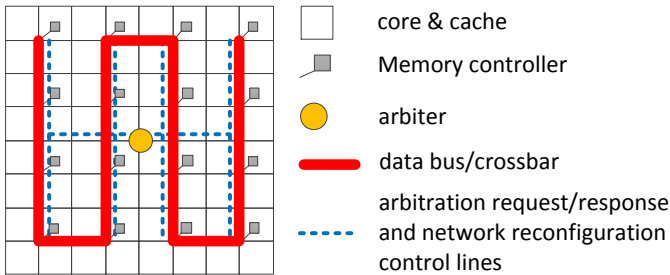 core & cache
Memory controller
arbiter
data bus/crossbar
arbitration request/response
and network reconfiguration
control lines